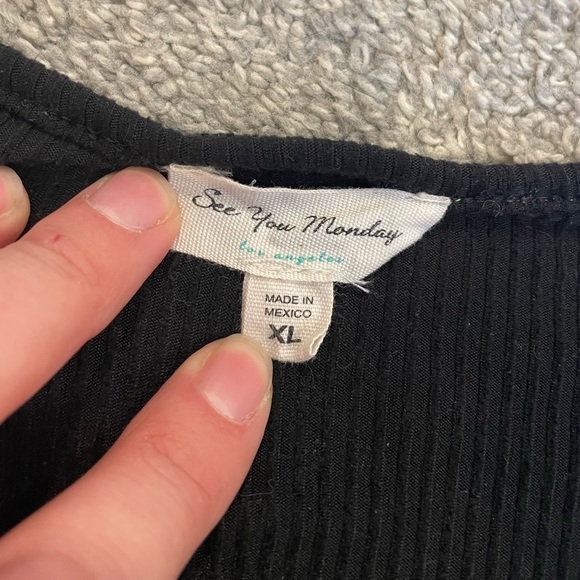 See You Monday
los angeles
MADE IN
MEXICO
XL